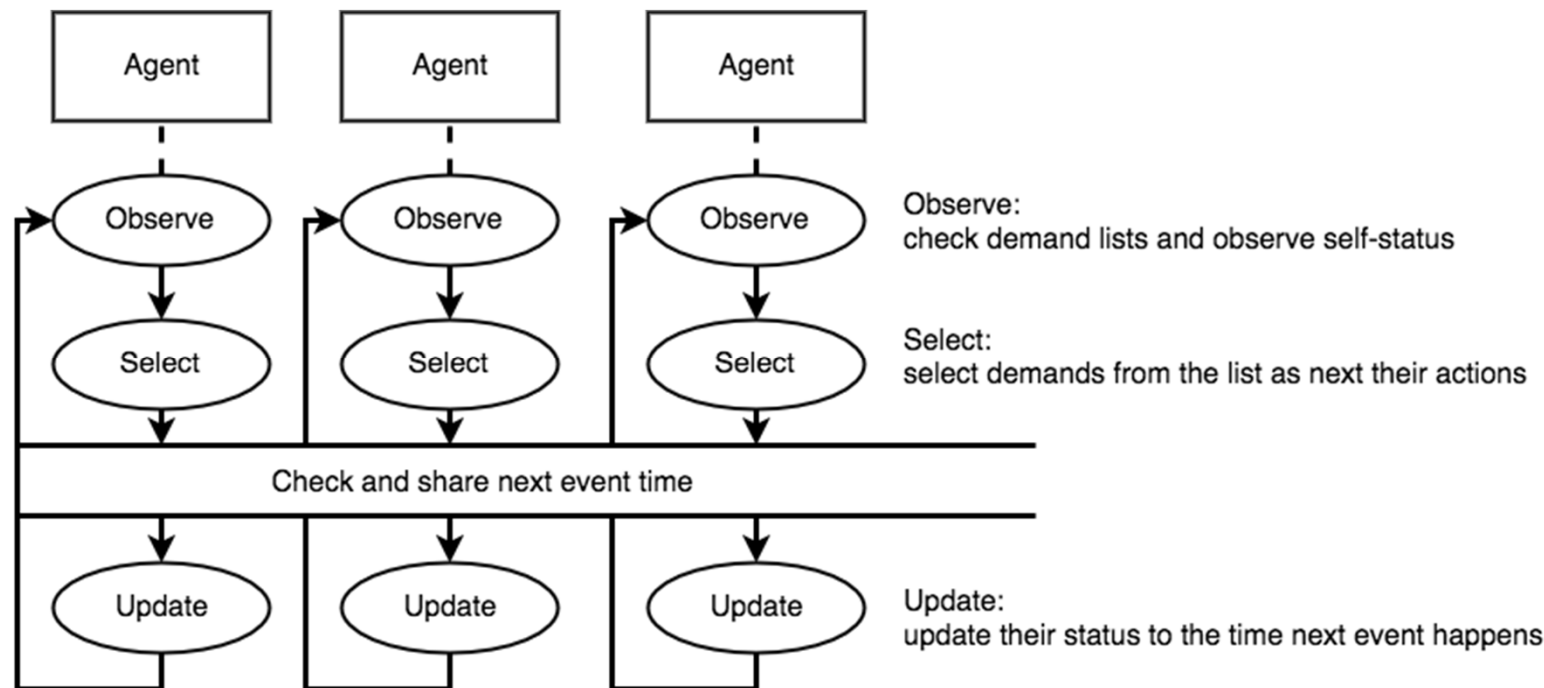 Agent
Agent
Agent
Observe
Observe
Observe
Observe:
check demand lists and observe self-status
Select
Select
Select
Select:
select demands from the list as next their actions
Check and share next event time
Update
Update
Update
Update:
update their status to the time next event happens